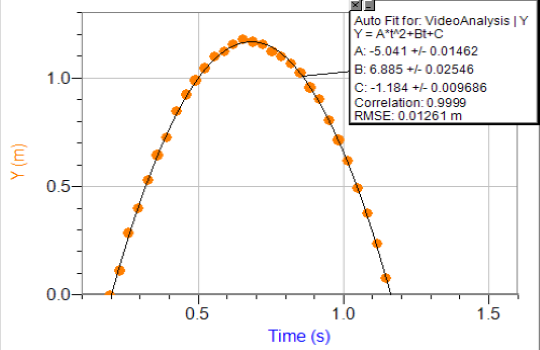 Auto Fit for: VideoAnalysis | Y
Y = A*t^2+Bt+C
A: -5.041 +/- 0.01462
B: 6.885 +/- 0.02546
C: -1.184 +/- 0.009686
Correlation: 0.9999
RMSE: 0.01261 m
1.0
Y (m)
0.5
0.0
0.5 1.0 1.5
Time (s)